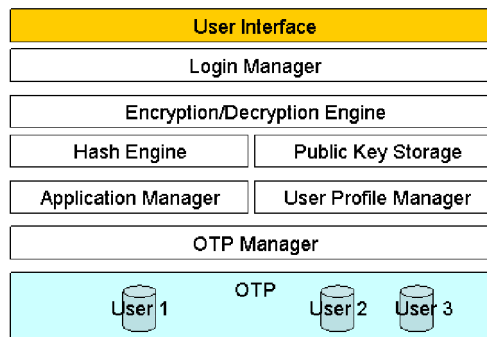 User Interface
Login Manager
Encryption/Decryption Engine
Hash Engine
Public Key Storage
Application Manager
User Profile Manager
OTP Manager
OTP
User 1
User 2
User 3